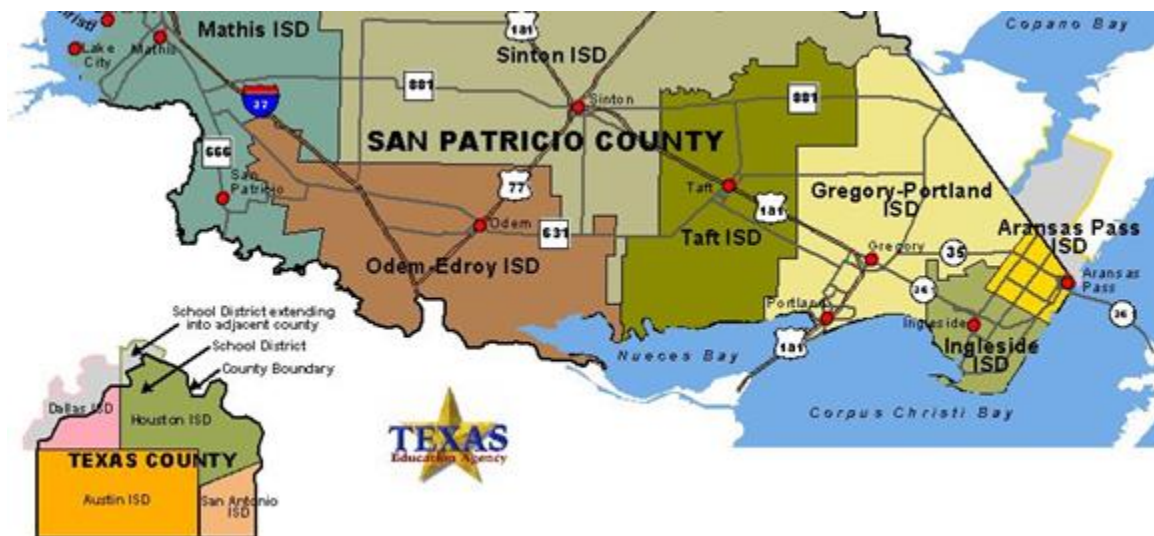 Christi
Lake
City
Mathis
Mathis ISD
181
Sinton ISD
Copano Bay
881
37
Sinton
881
SAN PATRICIO COUNTY
666
San
Patricio
77
Taft
181
Gregory-Portland
ISD
Odem
631
Taft ISD
Aransas Pass
ISD
Odem-Edroy ISD
Gregory
35
Aransas
Pass
361
Portland
361
Ingleside
Ingleside
ISD
181
Nueces Bay
Corpus Christi Bay
School District extending
into adjacent county
School District
County Boundary
Dallas ISD
Houston ISD
TEXAS COUNTY
Austin ISD
San Antonio
ISD
TEXAS
Education Agency